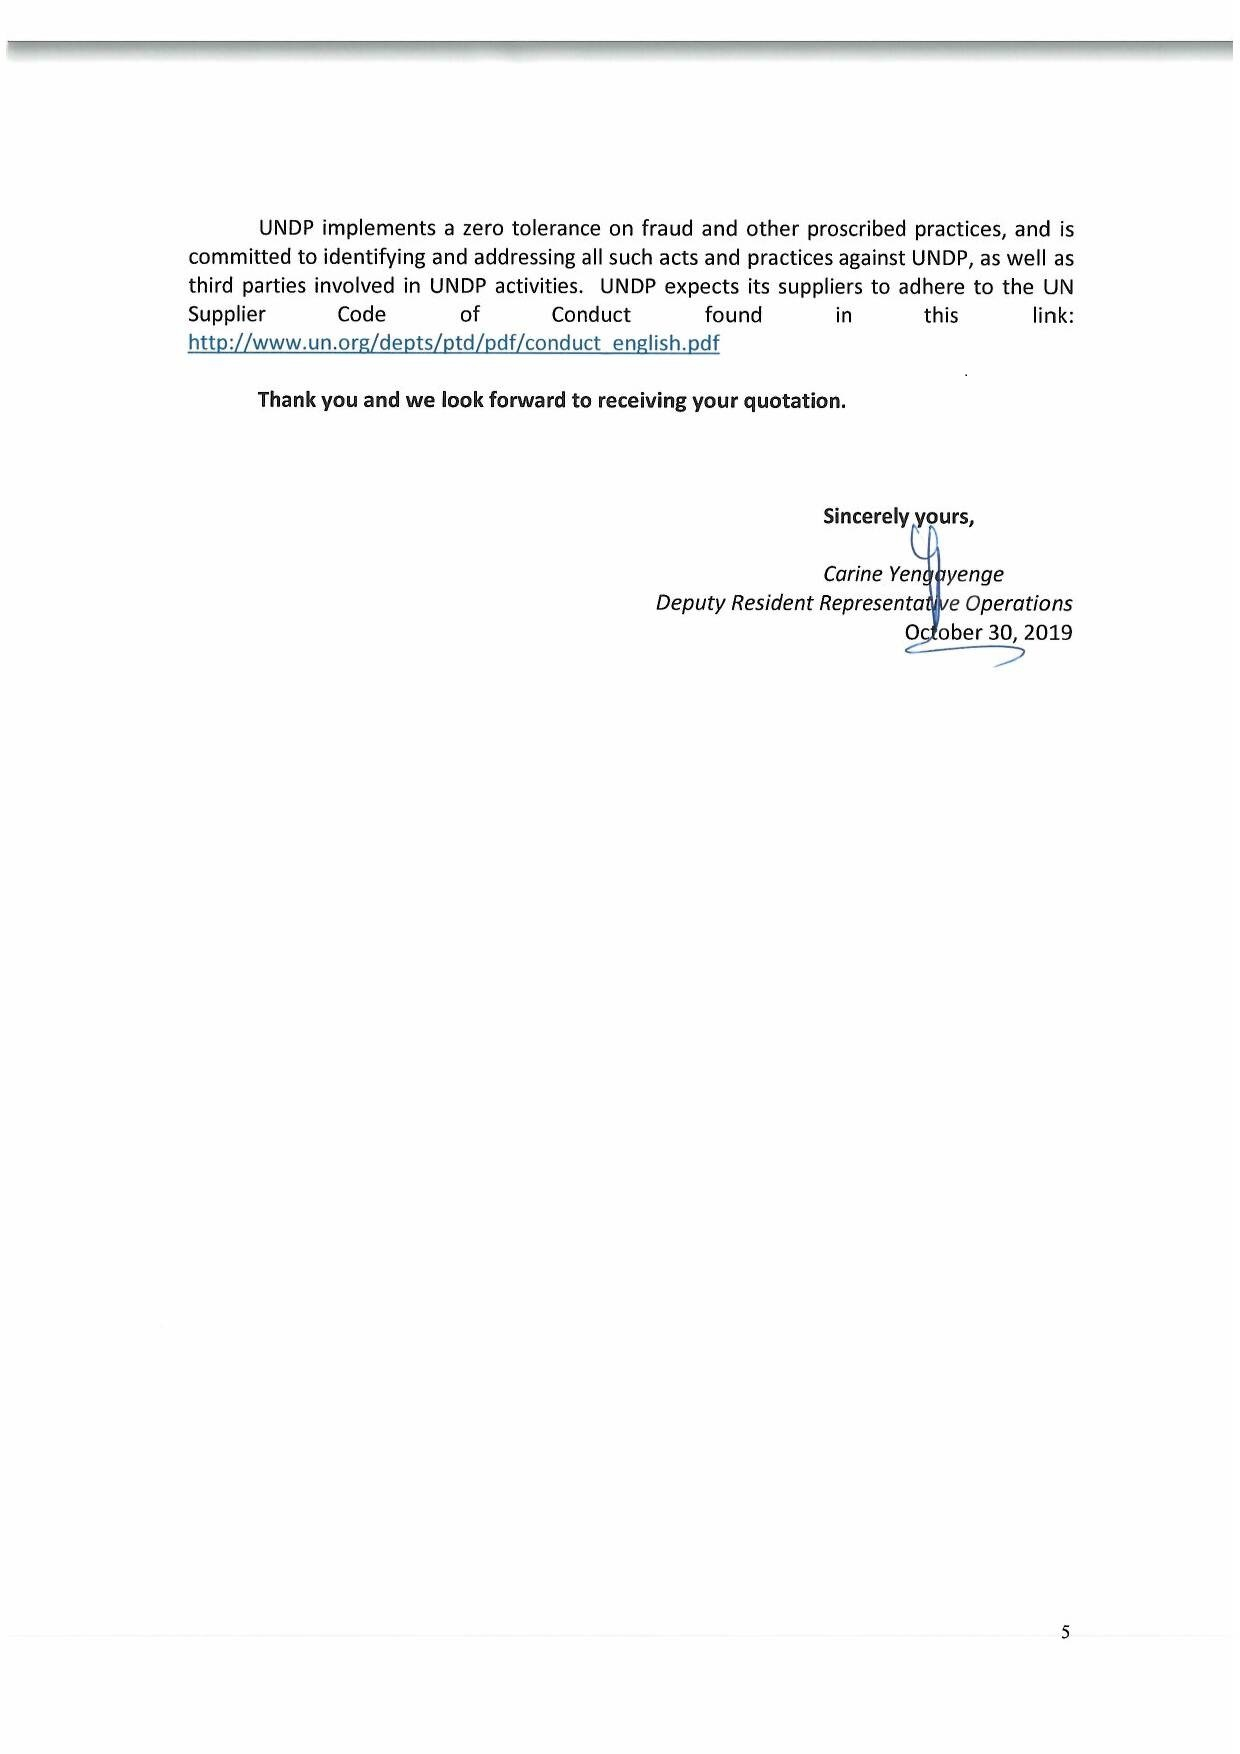 UNDP implements a zero tolerance on fraud and other proscribed practices, and is
committed to identifying and addressing all such acts and practices against UNDP, as well as
third parties involved in UNDP activities. UNDP expects its suppliers to adhere to the UN
Supplier Code of Conduct found in this link:
http://www.un.org/depts/ptd/pdf/conduct_english.pdf
Thank you and we look forward to receiving your quotation.
Sincerely yours,
Carine Yengayenge
Deputy Resident Representative Operations
October 30, 2019
5